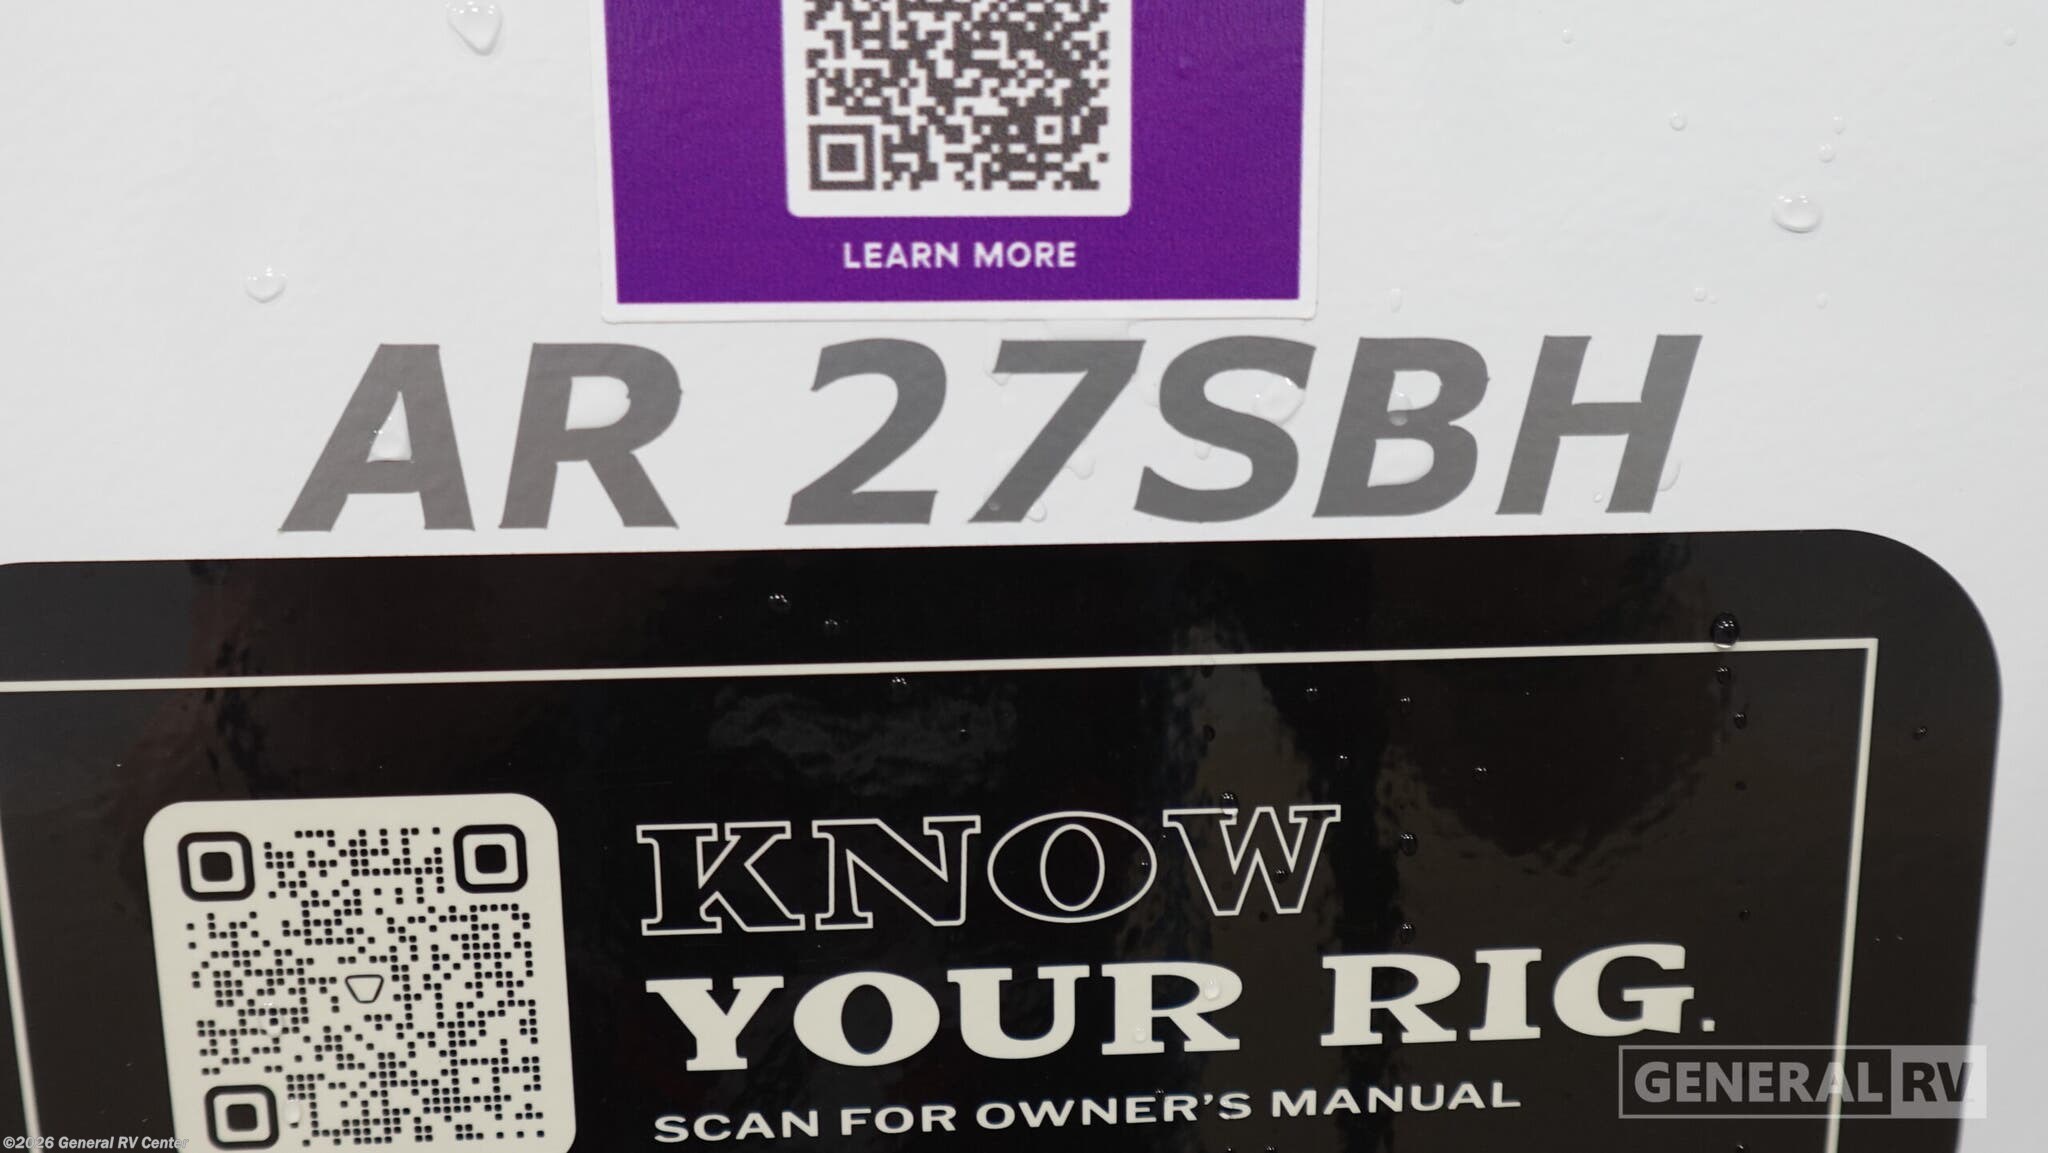 LEARN MORE
AR 27SBH
KNOW
YOUR RIG.
SCAN FOR OWNER'S MANUAL
GENERAL RV
©2026 General RV Center